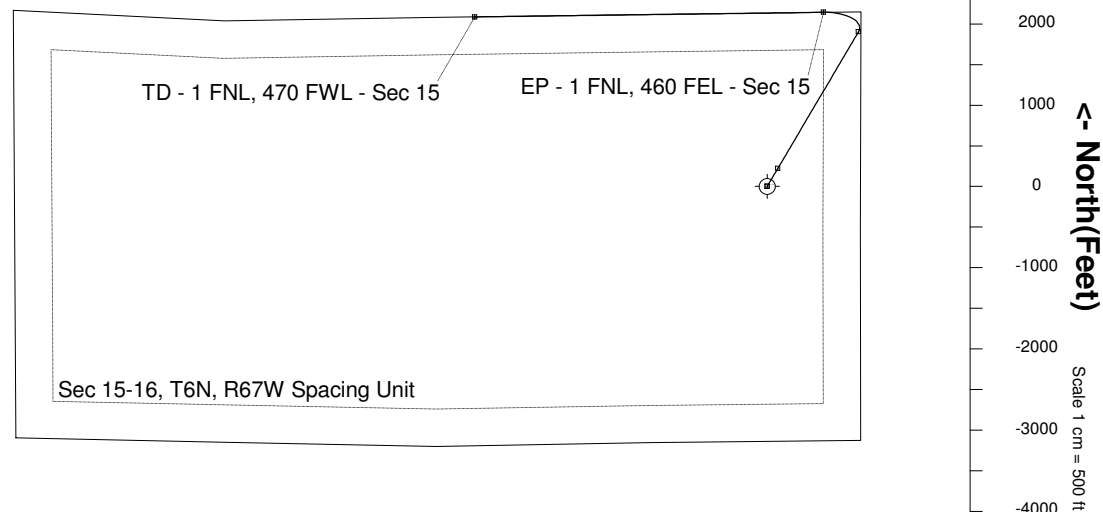 TD - 1 FNL, 470 FWL - Sec 15
EP - 1 FNL, 460 FEL - Sec 15
Sec 15-16, T6N, R67W Spacing Unit
2000
1000
0
-1000
-2000
-3000
-4000
<- North(Feet)
Scale 1 cm = 500 ft